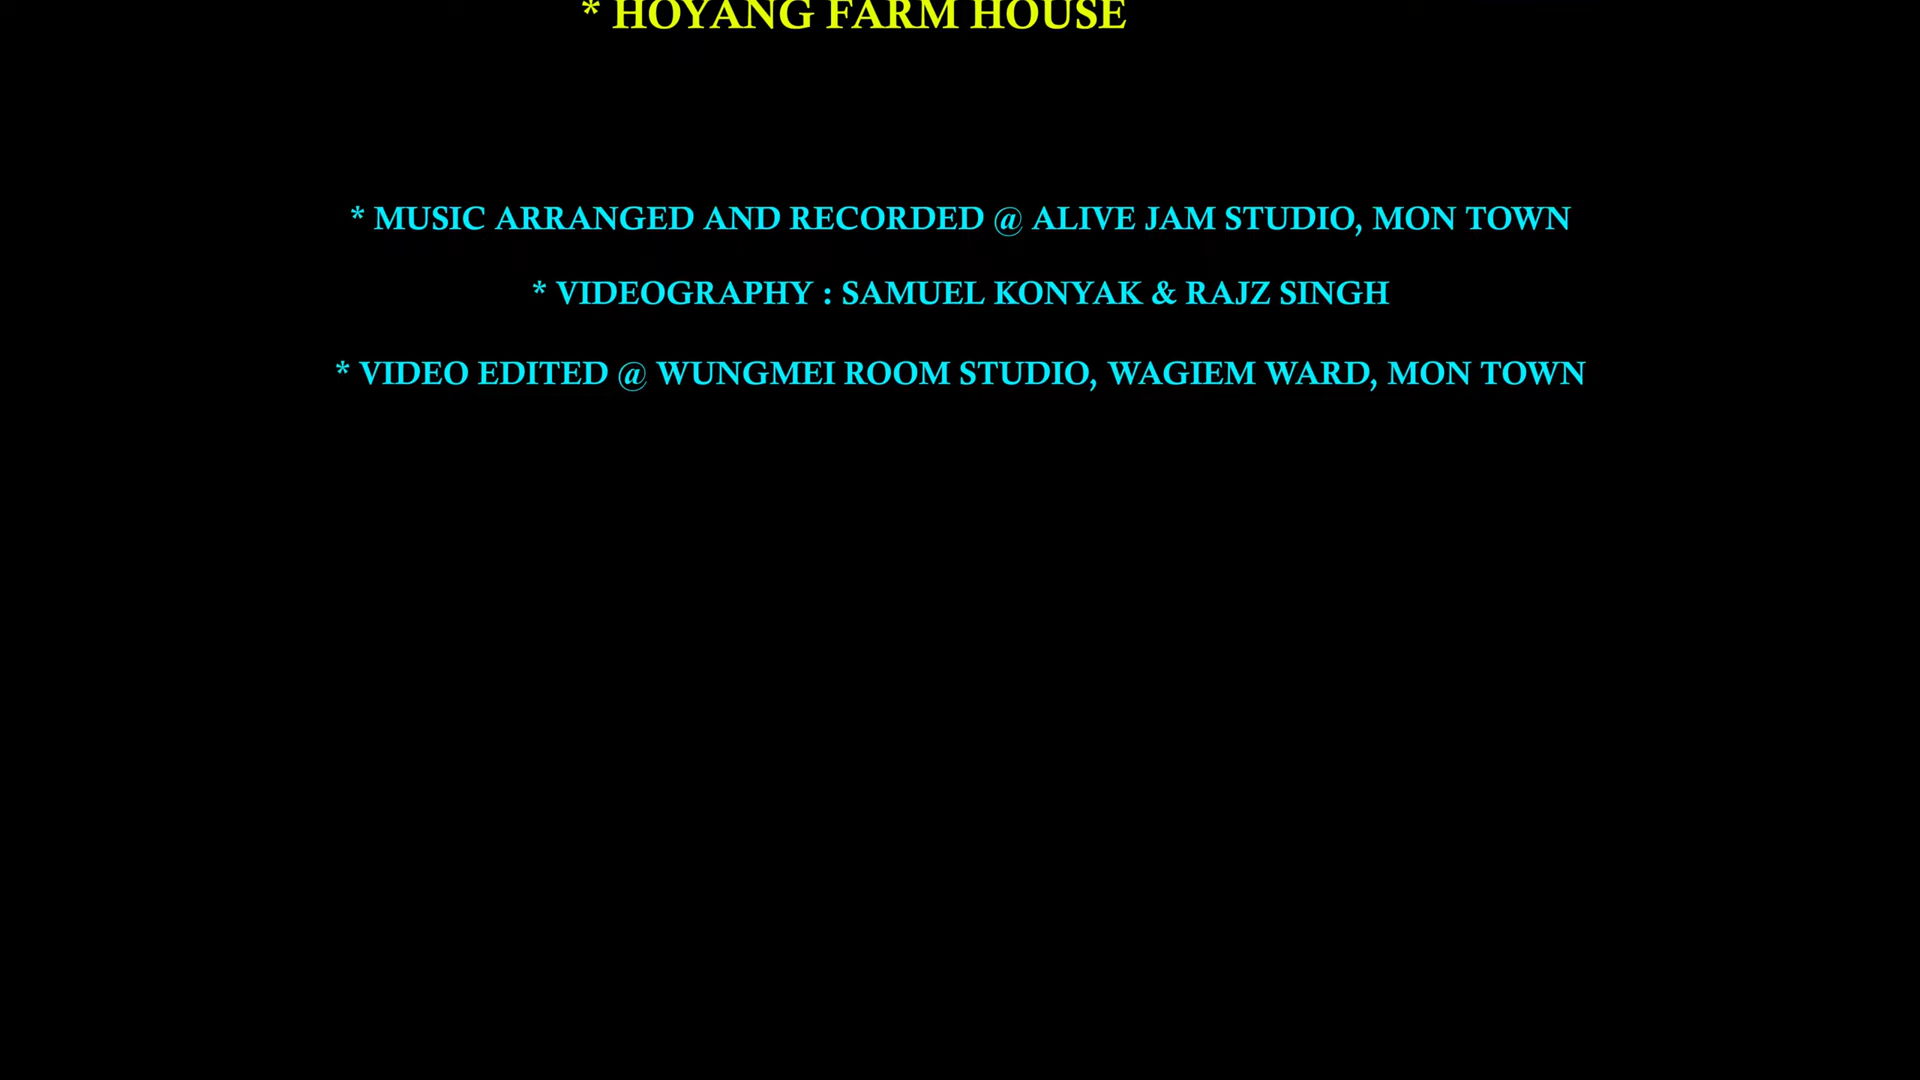 * HOYANG FARM HOUSE
* MUSIC ARRANGED AND RECORDED @ ALIVE JAM STUDIO, MON TOWN
* VIDEOGRAPHY : SAMUEL KONYAK & RAJZ SINGH
* VIDEO EDITED @ WUNGMEI ROOM STUDIO, WAGIEM WARD, MON TOWN